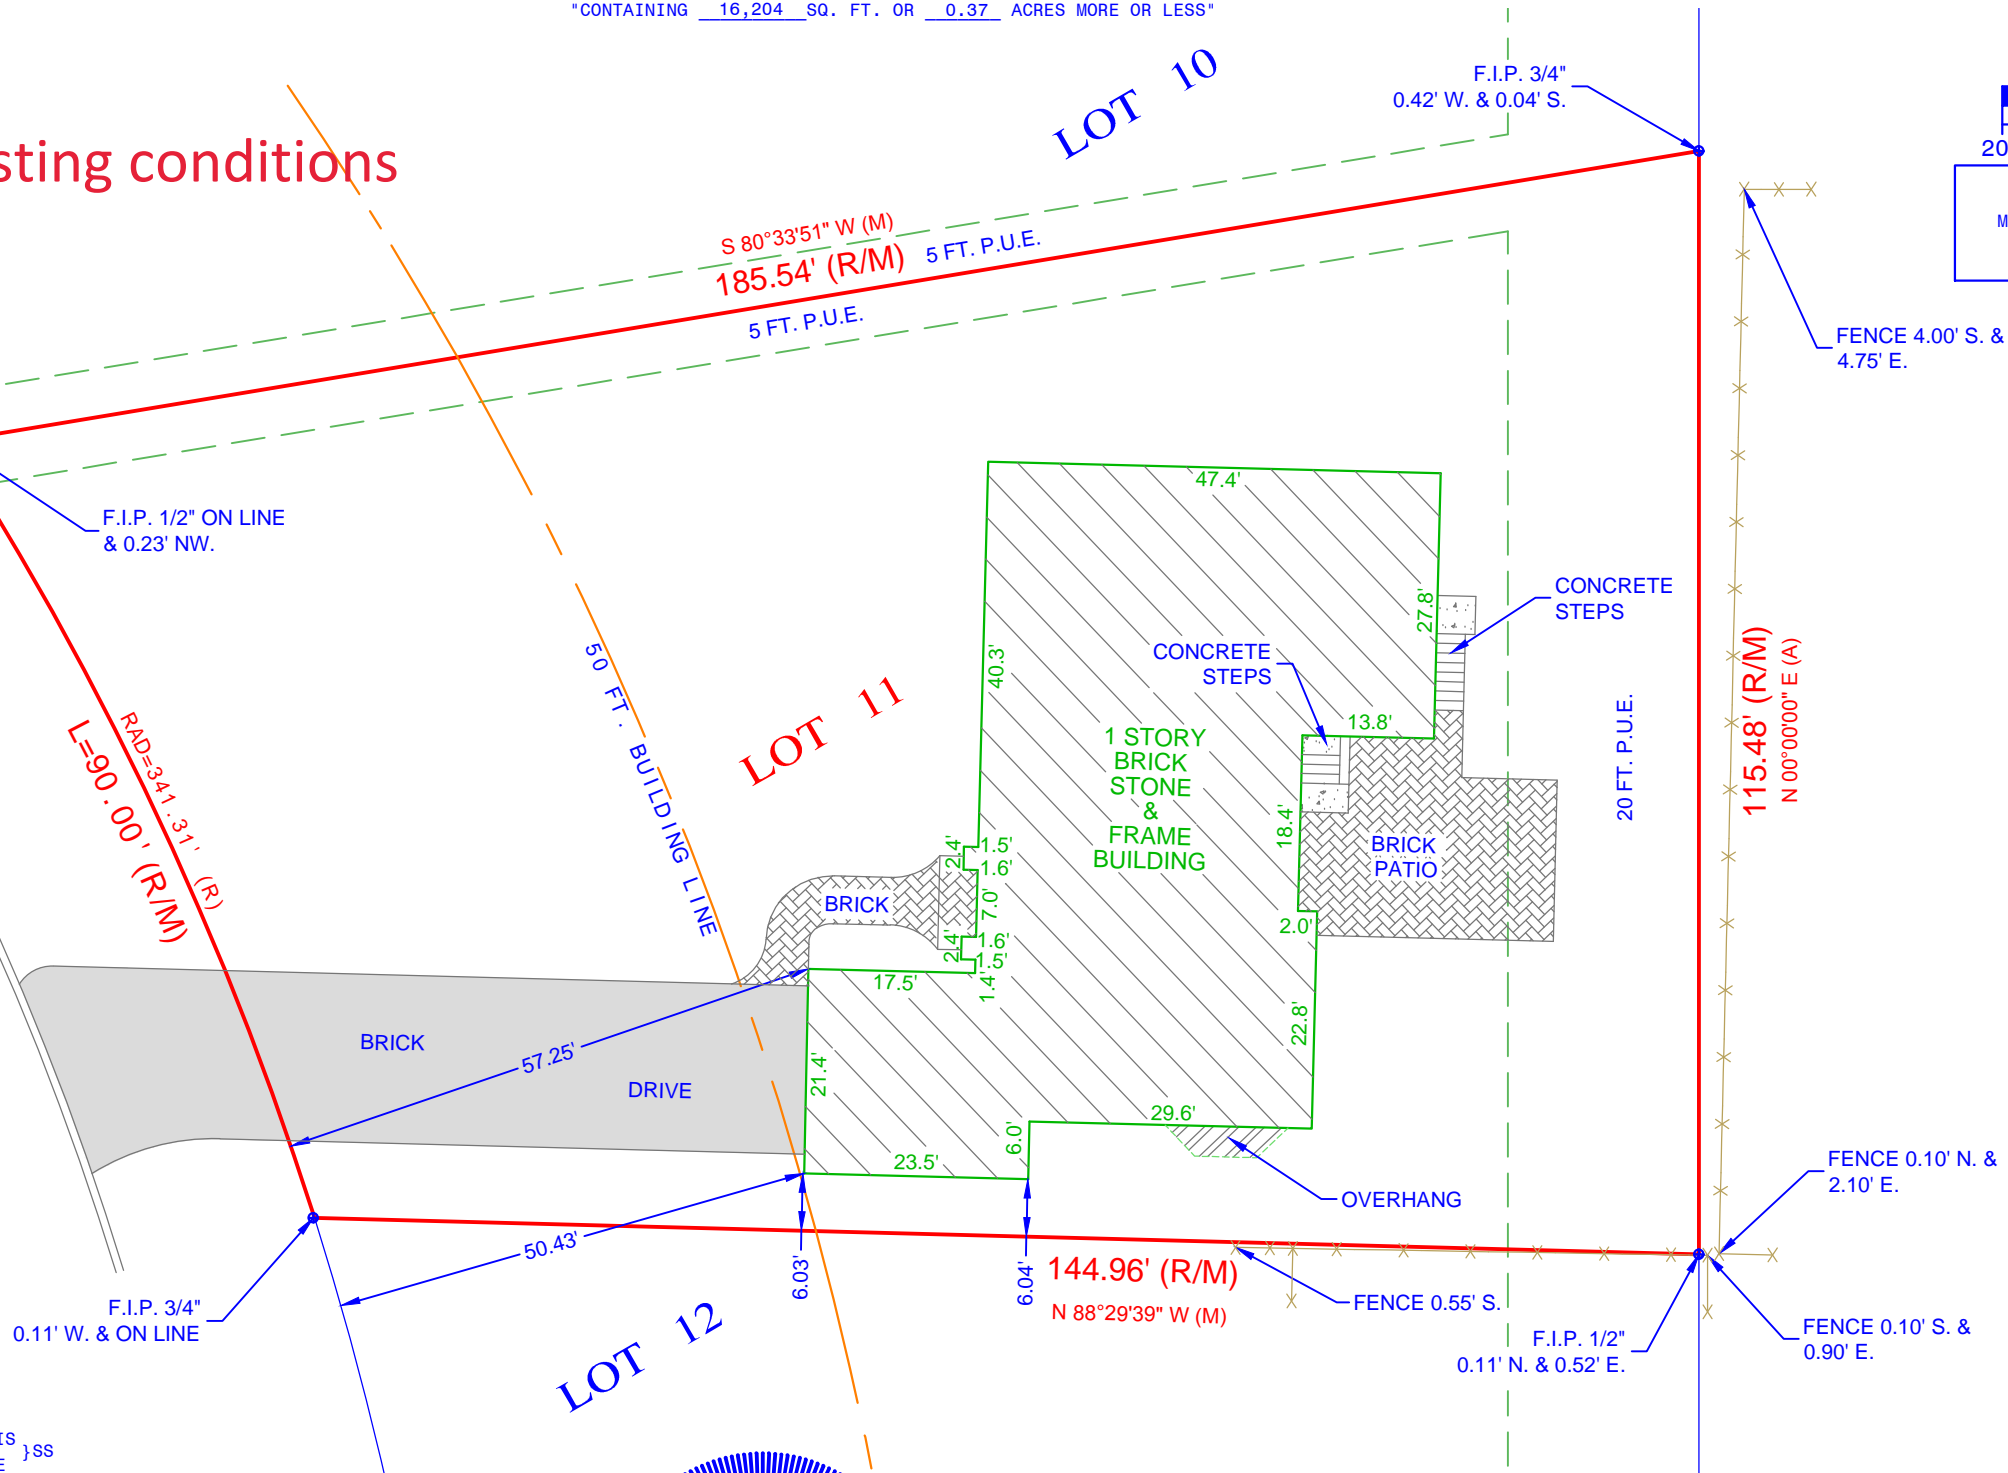 "CONTAINING 16,204 SQ. FT. OR 0.37 ACRES MORE OR LESS"
LOT 10
F.I.P. 3/4"
0.42' W. & 0.04' S.
sting conditions
20
M
S 80°33'51" W (M)
185.54' (R/M)
5 FT. P.U.E.
5 FT. P.U.E.
FENCE 4.00' S. &
4.75' E.
F.I.P. 1/2" ON LINE
& 0.23' NW.
47.4'
CONCRETE
STEPS
27.8'
CONCRETE
STEPS
40.3'
50 FT. BUILDING LINE
LOT 11
13.8'
1 STORY
BRICK
STONE
&
FRAME
BUILDING
20 FT. P.U.E.
115.48' (R/M)
N 00°00'00" E (A)
RAD=341.31' (R)
L=90.00' (R/M)
18.4'
BRICK
PATIO
2.4'
1.5'
1.6'
7.0'
BRICK
2.0'
2.4'
1.6'
1.5'
1.4'
17.5'
22.8'
BRICK
DRIVE
57.25'
21.4'
29.6'
6.0'
23.5'
OVERHANG
FENCE 0.10' N. &
2.10' E.
50.43'
6.03'
6.04'
144.96' (R/M)
N 88°29'39" W (M)
FENCE 0.55' S.
F.I.P. 3/4"
0.11' W. & ON LINE
LOT 12
F.I.P. 1/2"
0.11' N. & 0.52' E.
FENCE 0.10' S. &
0.90' E.
IS
}SS
E